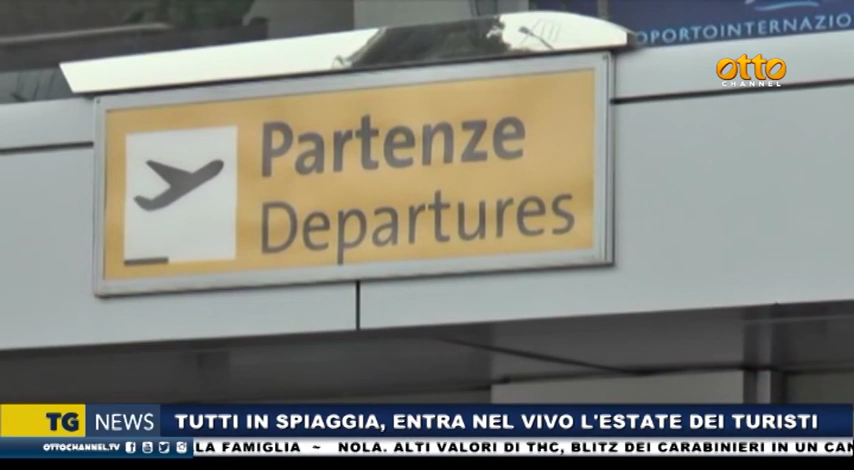 OPORTOINTERNAZIO
otto
CHANNEL
Partenze
Departures
TG NEWS
TUTTI IN SPIAGGIA, ENTRA NEL VIVO L'ESTATE DEI TURISTI
OTTOCHANNEL.TV
LA FAMIGLIA ~ NOLA. ALTI VALORI DI THC, BLITZ DEI CARABINIERI IN UN CAN